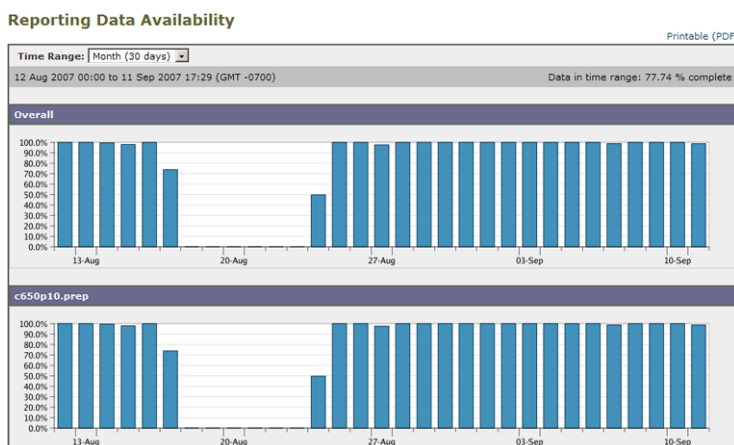 Reporting Data Availability
Printable (PDF
Time Range: Month (30 days)
12 Aug 2007 00:00 to 11 Sep 2007 17:29 (GMT -0700) Data in time range: 77.74 % complete
Overall
100.0%
90.0%
80.0%
70.0%
60.0%
50.0%
40.0%
30.0%
20.0%
10.0%
0.0%
13-Aug 20-Aug 27-Aug 03-Sep 10-Sep
c650p10.prep
100.0%
90.0%
80.0%
70.0%
60.0%
50.0%
40.0%
30.0%
20.0%
10.0%
0.0%
13-Aug 20-Aug 27-Aug 03-Sep 10-Sep